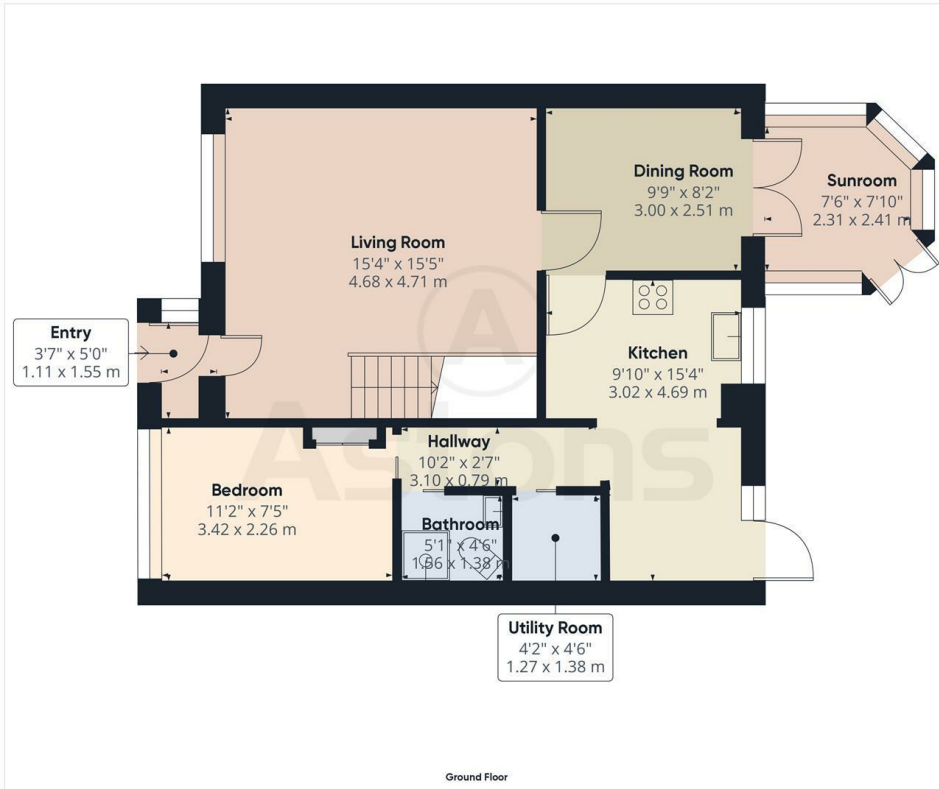 Dining Room
9'9" x 8'2"
3.00 x 2.51 m
Sunroom
7'6" x 7'10"
2.31 x 2.41 m
Living Room
15'4" x 15'5"
4.68 x 4.71 m
Entry
3'7" x 5'0"
1.11 x 1.55 m
Kitchen
9'10" x 15'4"
3.02 x 4.69 m
Hallway
10'2" x 2'7"
3.10 x 0.79 m
Bedroom
11'2" x 7'5"
3.42 x 2.26 m
Bathroom
5'1" x 4'6"
1.56 x 1.38 m
Utility Room
4'2" x 4'6"
1.27 x 1.38 m
A
Astons
Ground Floor